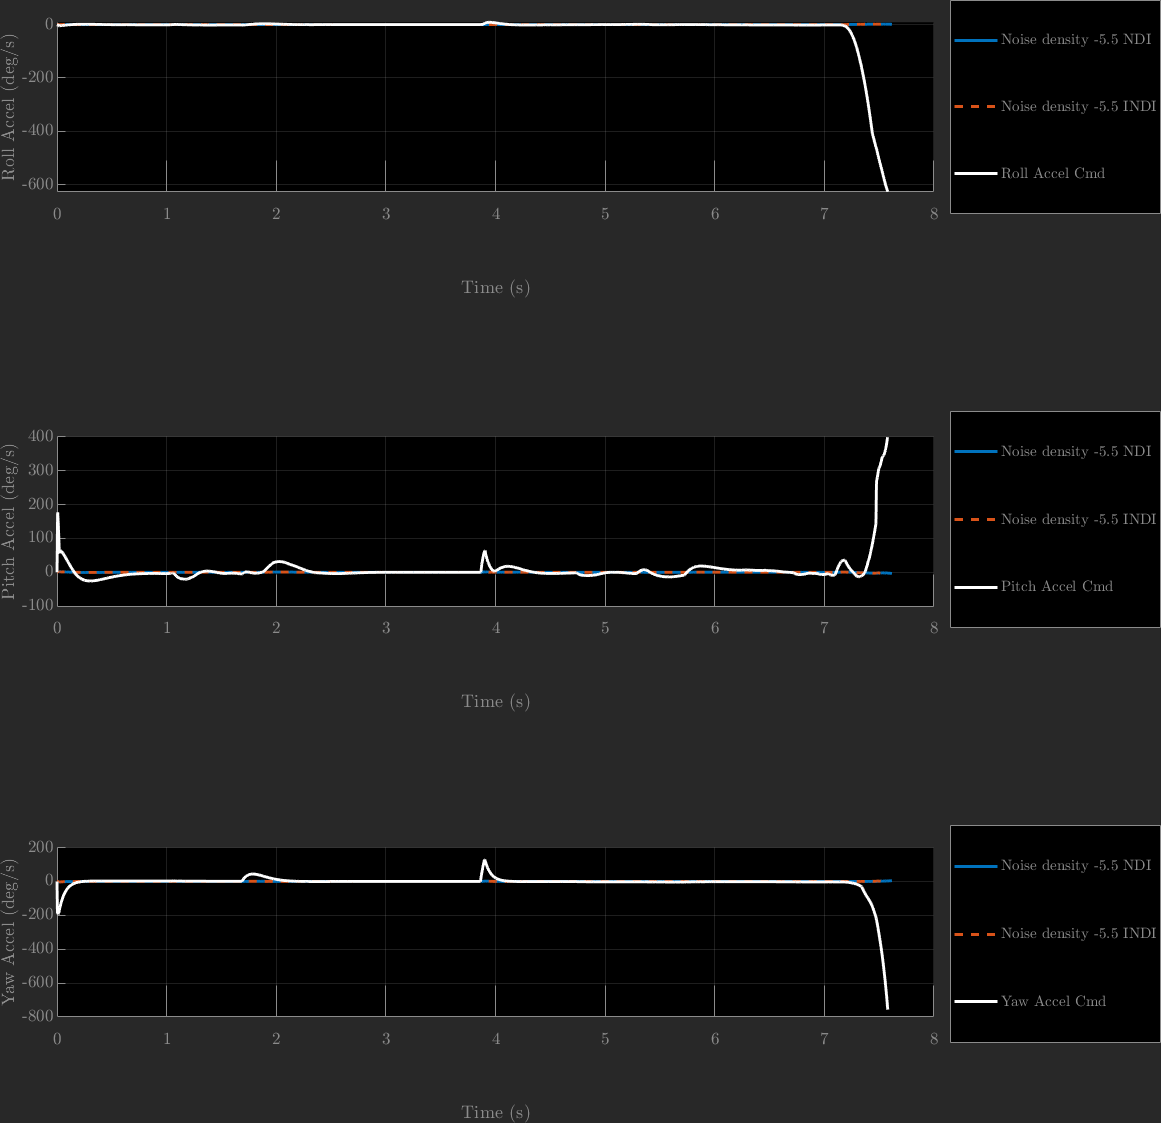 Roll Accel (deg/s)
0
-200
-400
-600
0 1 2 3 4 5 6 7 8
Time (s)
Noise density -5.5 NDI
Noise density -5.5 INDI
Roll Accel Cmd
Pitch Accel (deg/s)
400
300
200
100
0
-100
0 1 2 3 4 5 6 7 8
Time (s)
Noise density -5.5 NDI
Noise density -5.5 INDI
Pitch Accel Cmd
Yaw Accel (deg/s)
200
0
-200
-400
-600
-800
0 1 2 3 4 5 6 7 8
Time (s)
Noise density -5.5 NDI
Noise density -5.5 INDI
Yaw Accel Cmd